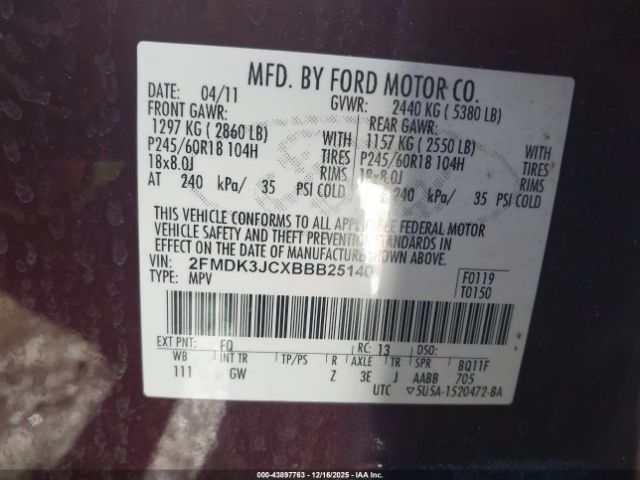 MFD. BY FORD MOTOR CO.
DATE: 04/11 GVWR: 2440 KG ( 5380 LB)
FRONT GAWR: REAR GAWR:
1297 KG ( 2860 LB) WITH 1157 KG ( 2550 LB) WITH
P245/60R18 104H TIRES P245/60R18 104H TIRES
18x8.0J RIMS 18x8.0J RIMS
AT 240 kPa/ 35 PSI COLD 240 kPa/ 35 PSI COLD
THIS VEHICLE CONFORMS TO ALL APPLICABLE FEDERAL MOTOR
VEHICLE SAFETY AND THEFT PREVENTION STANDARDS IN
EFFECT ON THE DATE OF MANUFACTURE SHOWN ABOVE.
VIN: 2FMDK3JCXBBB25140 F0119
TYPE: MPV T0150
EXT PNT: FQ RC: 13 DSO:
WB INT TR TP/PS R AXLE TR SPR BQ11F
111 GW Z 3E J AABB 705
UTC ▽5U5A-1520472-BA
© IAAI - 43897763 - 12/16/2025 - IAAI.com